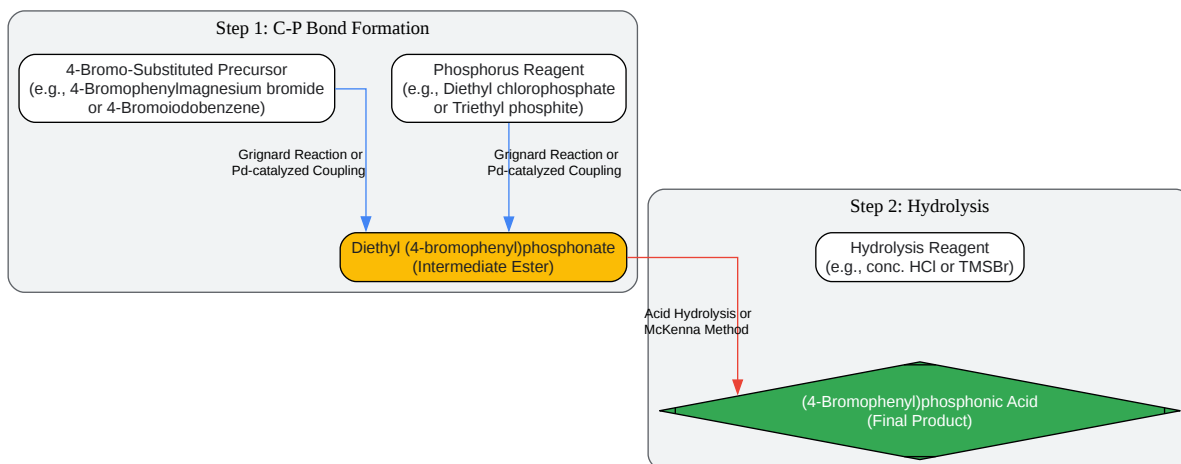 Step 1: C-P Bond Formation
4-Bromo-Substituted Precursor
(e.g., 4-Bromophenylmagnesium bromide
or 4-Bromoiodobenzene)
Phosphorus Reagent
(e.g., Diethyl chlorophosphate
or Triethyl phosphite)
Grignard Reaction or
Pd-catalyzed Coupling
Grignard Reaction or
Pd-catalyzed Coupling
Diethyl (4-bromophenyl)phosphonate
(Intermediate Ester)
Step 2: Hydrolysis
Hydrolysis Reagent
(e.g., conc. HCl or TMSBr)
Acid Hydrolysis or
McKenna Method
(4-Bromophenyl)phosphonic Acid
(Final Product)